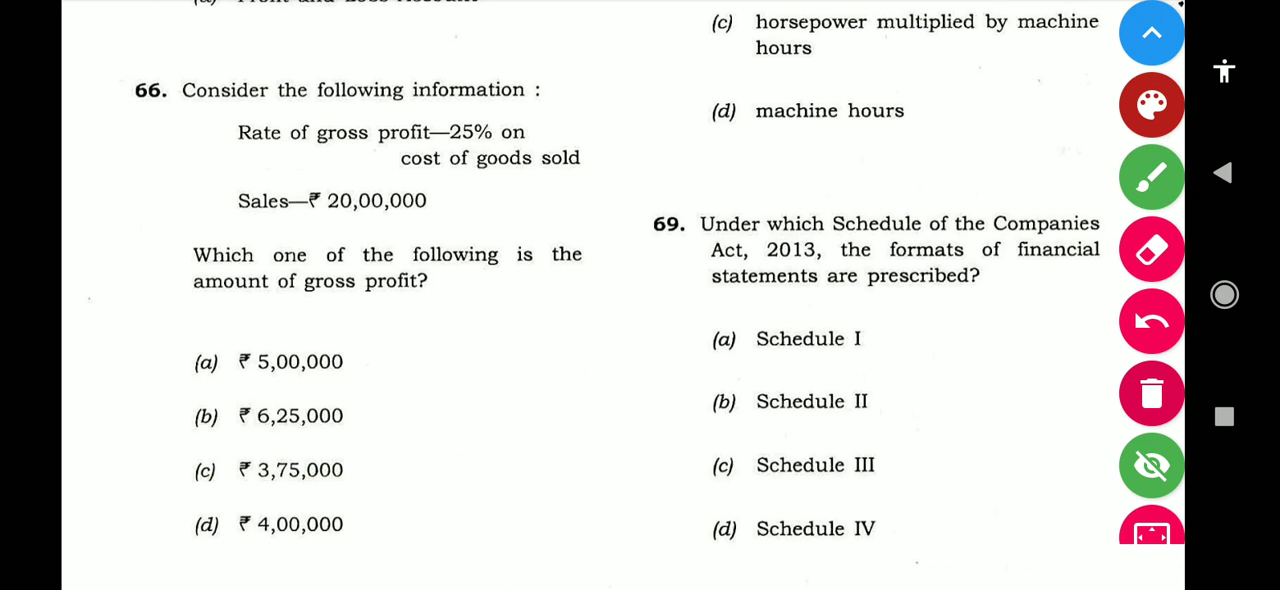 66. Consider the following information :
Rate of gross profit—25% on
cost of goods sold
Sales—₹ 20,00,000
Which one of the following is the
amount of gross profit?
(a) ₹ 5,00,000
(b) ₹ 6,25,000
(c) ₹ 3,75,000
(d) ₹ 4,00,000
(c) horsepower multiplied by machine
hours
(d) machine hours
69. Under which Schedule of the Companies
Act, 2013, the formats of financial
statements are prescribed?
(a) Schedule I
(b) Schedule II
(c) Schedule III
(d) Schedule IV